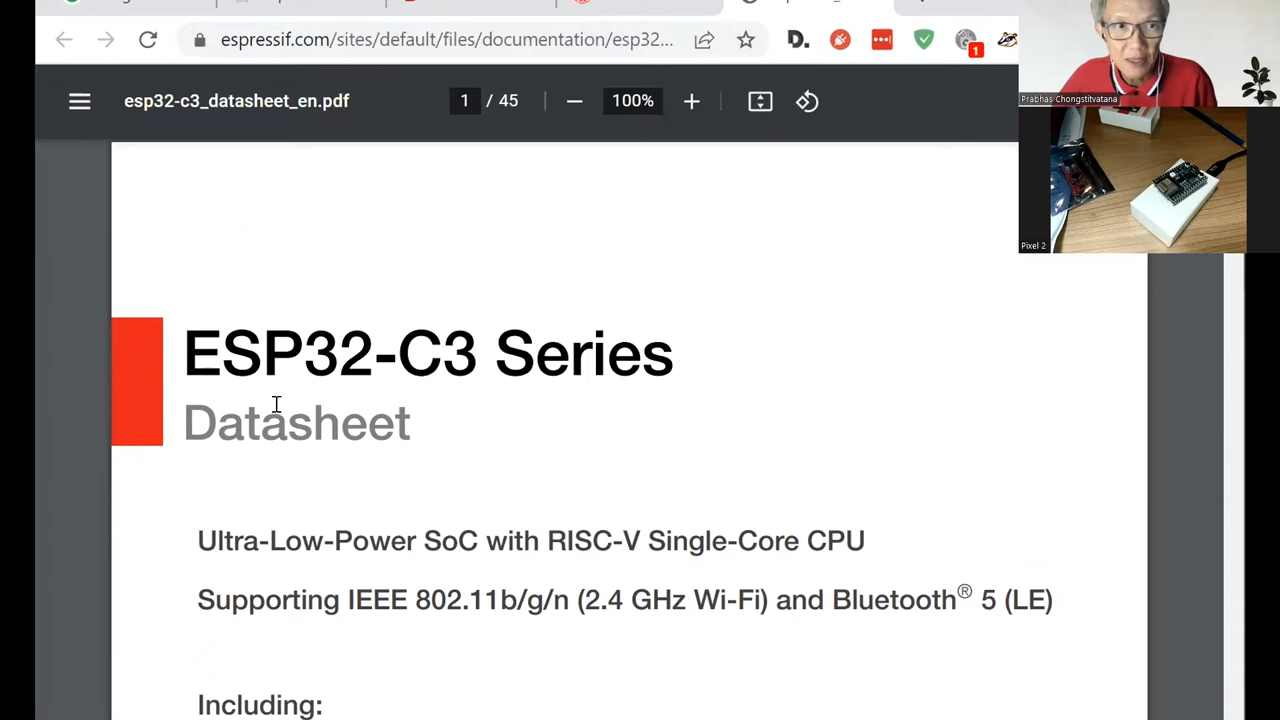 espressif.com/sites/default/files/documentation/esp32...
D.
1
esp32-c3_datasheet_en.pdf
1 / 45
100%
Prabhas Chongstitvatana
Pixel 2
ESP32-C3 Series
Datasheet
Ultra-Low-Power SoC with RISC-V Single-Core CPU
Supporting IEEE 802.11b/g/n (2.4 GHz Wi-Fi) and Bluetooth® 5 (LE)
Including: